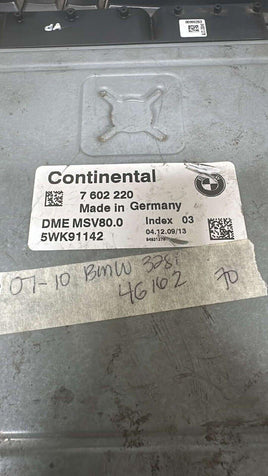 Continental
7 602 220
Made in Germany
DME MSV80.0 Index 03
5WK91142 04.12.09/13
07-10 BMW 328i
46102 70